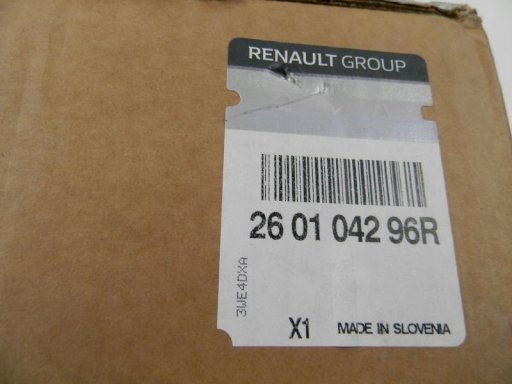 RENAULT GROUP
26 01 042 96R
3WE4DXA
X1 MADE IN SLOVENIA